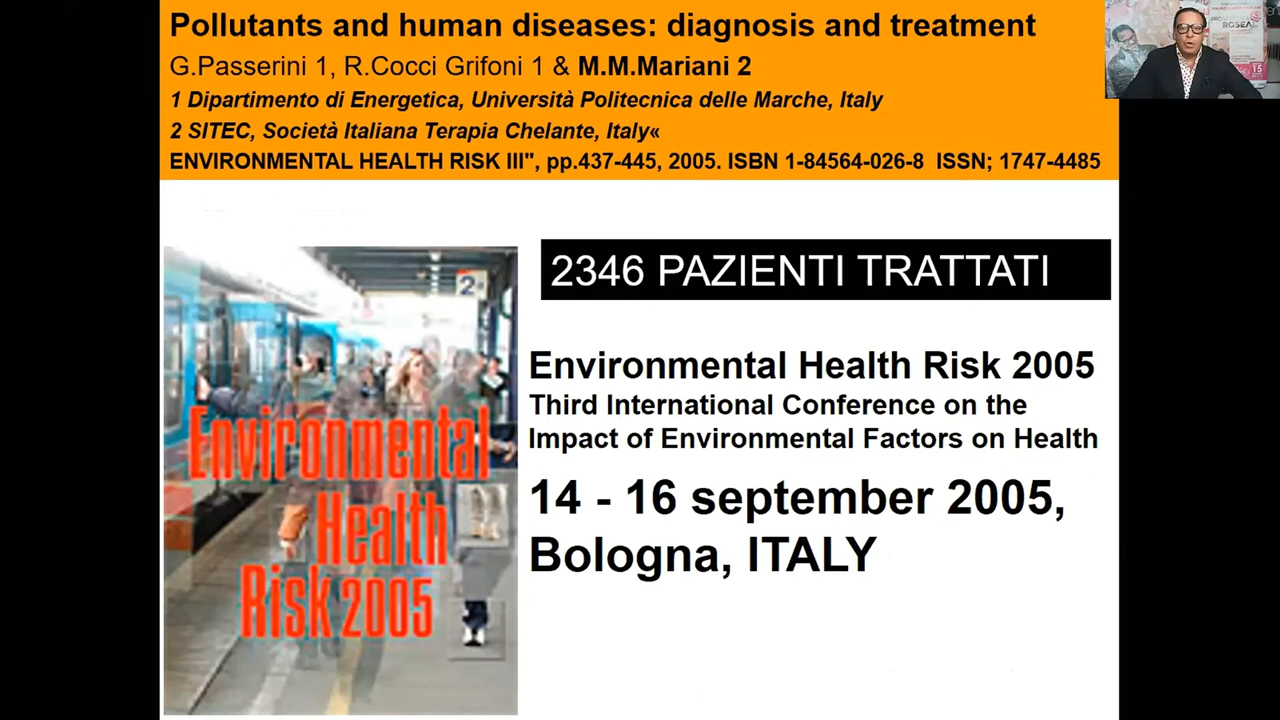 Pollutants and human diseases: diagnosis and treatment
G.Passerini 1, R.Cocci Grifoni 1 & M.M.Mariani 2
1 Dipartimento di Energetica, Università Politecnica delle Marche, Italy
2 SITEC, Società Italiana Terapia Chelante, Italy«
ENVIRONMENTAL HEALTH RISK III", pp.437-445, 2005. ISBN 1-84564-026-8 ISSN; 1747-4485
2346 PAZIENTI TRATTATI
Environmental Health Risk 2005
Third International Conference on the
Impact of Environmental Factors on Health
14 - 16 september 2005,
Bologna, ITALY
2
Environmental
Health
Risk 2005
ROSEAL
15